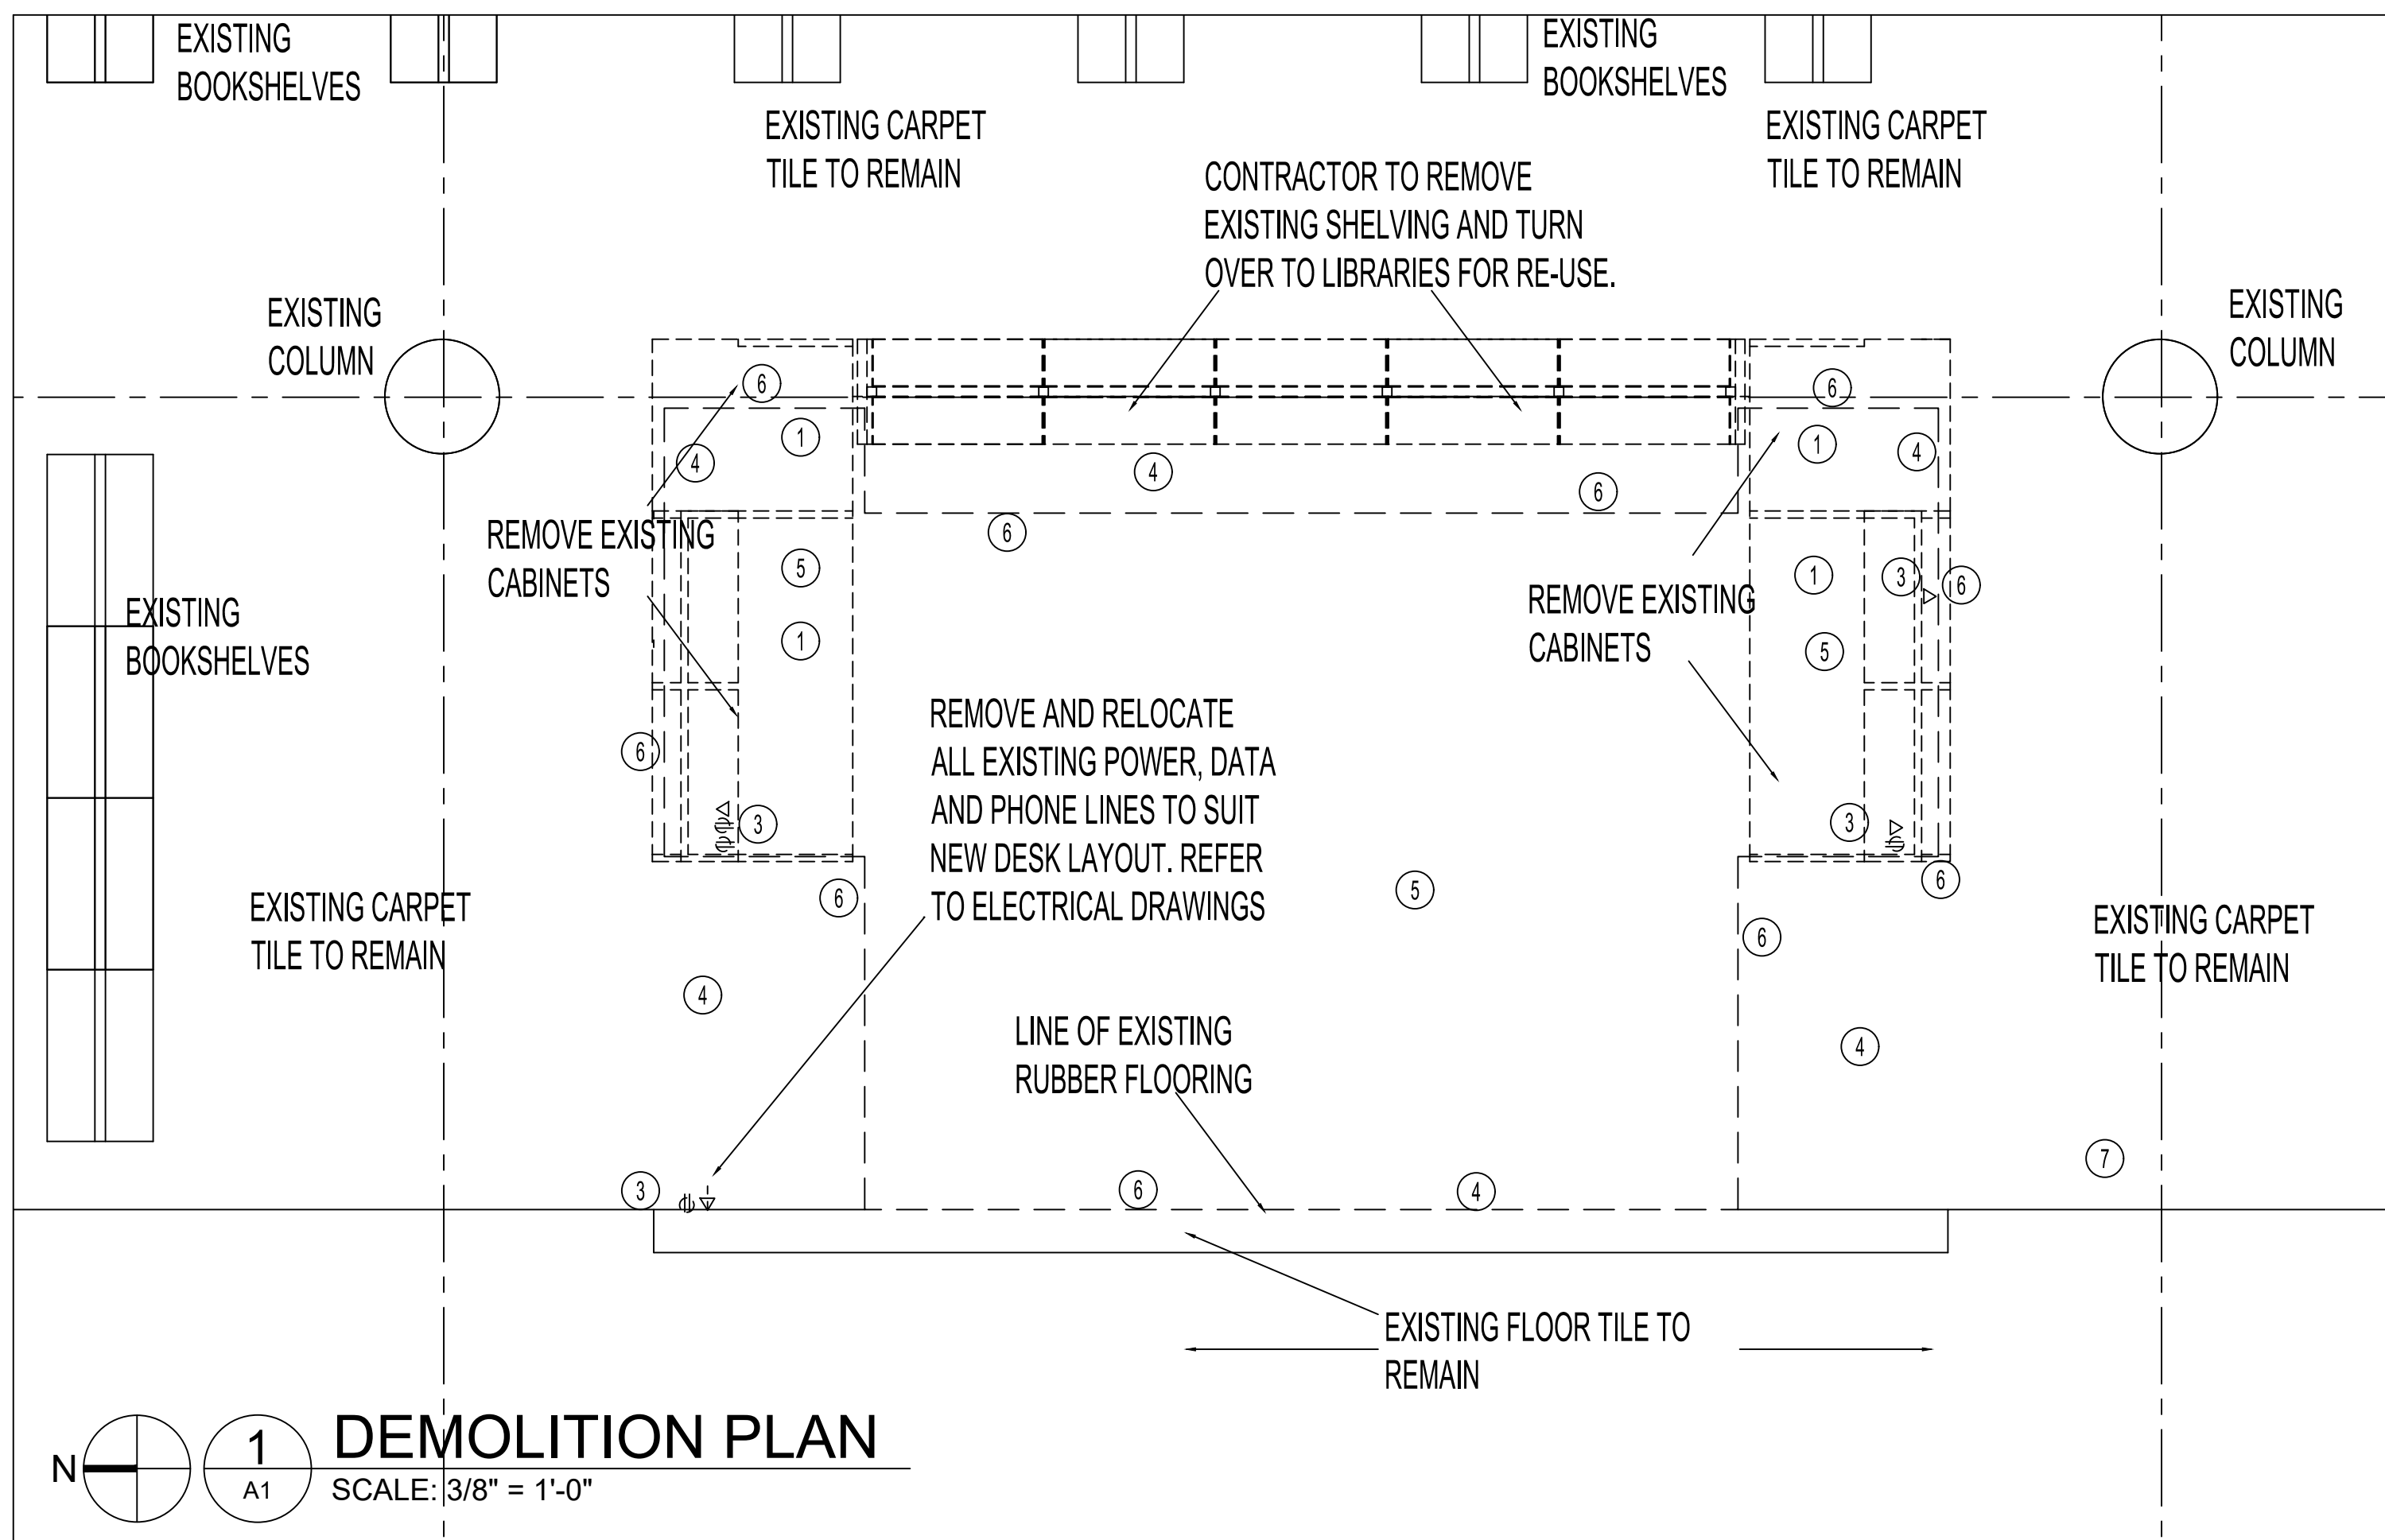 EXISTING
BOOKSHELVES
EXISTING
BOOKSHELVES
EXISTING CARPET
TILE TO REMAIN
EXISTING CARPET
TILE TO REMAIN
CONTRACTOR TO REMOVE
EXISTING SHELVING AND TURN
OVER TO LIBRARIES FOR RE-USE.
EXISTING
COLUMN
EXISTING
COLUMN
6
6
1
4
1
4
4
6
6
REMOVE EXISTING
CABINETS
5
1
1
3
6
5
REMOVE EXISTING
CABINETS
EXISTING
BOOKSHELVES
6
3
3
6
6
REMOVE AND RELOCATE
ALL EXISTING POWER, DATA
AND PHONE LINES TO SUIT
NEW DESK LAYOUT. REFER
TO ELECTRICAL DRAWINGS
5
6
EXISTING CARPET
TILE TO REMAIN
EXISTING CARPET
TILE TO REMAIN
4
LINE OF EXISTING
RUBBER FLOORING
4
7
3
6
4
EXISTING FLOOR TILE TO
REMAIN
N
1
A1
DEMOLITION PLAN
SCALE: 3/8" = 1'-0"